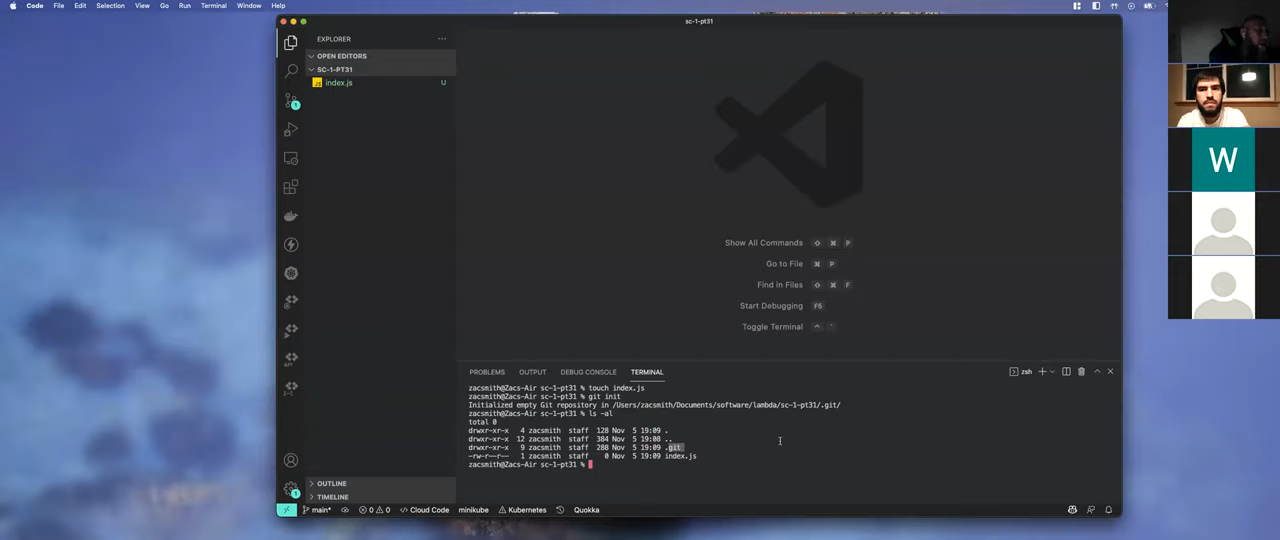 Code File Edit Selection View Go Run Terminal Window Help
sc-1-pt31
EXPLORER
OPEN EDITORS
SC-1-PT31
JS index.js U
1
Show All Commands ⇧ ⌘ P
Go to File ⌘ P
Find in Files ⇧ ⌘ F
Start Debugging F5
Toggle Terminal ^ `
W
PROBLEMS OUTPUT DEBUG CONSOLE TERMINAL
zsh
zacsmith@Zacs-Air sc-1-pt31 % touch index.js
zacsmith@Zacs-Air sc-1-pt31 % git init
Initialized empty Git repository in /Users/zacsmith/Documents/software/lambda/sc-1-pt31/.git/
zacsmith@Zacs-Air sc-1-pt31 % ls -al
total 0
drwxr-xr-x 4 zacsmith staff 128 Nov 5 19:09 .
drwxr-xr-x 12 zacsmith staff 384 Nov 5 19:08 ..
drwxr-xr-x 9 zacsmith staff 288 Nov 5 19:09 .git
-rw-r--r-- 1 zacsmith staff 0 Nov 5 19:09 index.js
zacsmith@Zacs-Air sc-1-pt31 %
OUTLINE
1
TIMELINE
main* 0 0 Cloud Code minikube Kubernetes Quokka